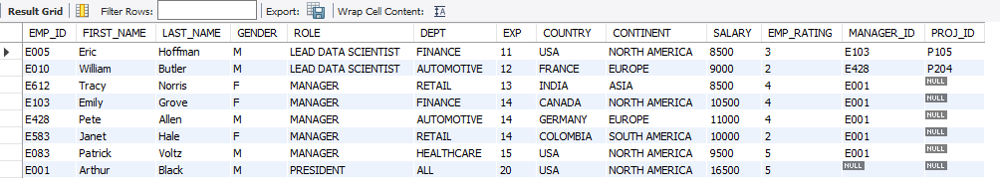 Result Grid Filter Rows: Export: Wrap Cell Content: IA
EMP_ID FIRST_NAME LAST_NAME GENDER ROLE DEPT EXP COUNTRY CONTINENT SALARY EMP_RATING MANAGER_ID PROJ_ID
E005 Eric Hoffman M LEAD DATA SCIENTIST FINANCE 11 USA NORTH AMERICA 8500 3 E103 P105
E010 William Butler M LEAD DATA SCIENTIST AUTOMOTIVE 12 FRANCE EUROPE 9000 2 E428 P204
E612 Tracy Norris F MANAGER RETAIL 13 INDIA ASIA 8500 4 E001 NULL
E103 Emily Grove F MANAGER FINANCE 14 CANADA NORTH AMERICA 10500 4 E001 NULL
E428 Pete Allen M MANAGER AUTOMOTIVE 14 GERMANY EUROPE 11000 4 E001 NULL
E583 Janet Hale F MANAGER RETAIL 14 COLOMBIA SOUTH AMERICA 10000 2 E001 NULL
E083 Patrick Voltz M MANAGER HEALTHCARE 15 USA NORTH AMERICA 9500 5 E001 NULL
E001 Arthur Black M PRESIDENT ALL 20 USA NORTH AMERICA 16500 5 NULL NULL